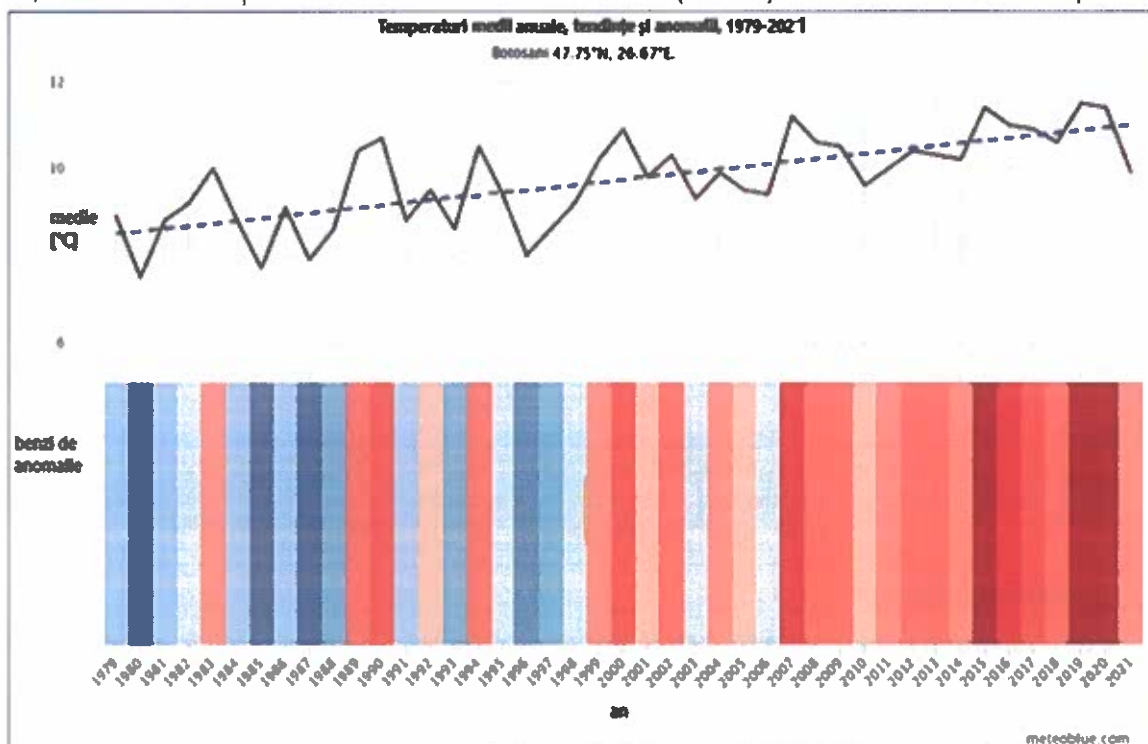 Temperaturi medii anuale, tendințe și anomalii, 1979-2021
Botosani 47.75°N, 26.67°E.
12
10
medie
[°C]
6
benzi de
anomalie
1979 1980 1981 1982 1983 1984 1985 1986 1987 1988 1989 1990 1991 1992 1993 1994 1995 1996 1997 1998 1999 2000 2001 2002 2003 2004 2005 2006 2007 2008 2009 2010 2011 2012 2013 2014 2015 2016 2017 2018 2019 2020 2021
an
meteoblue.com